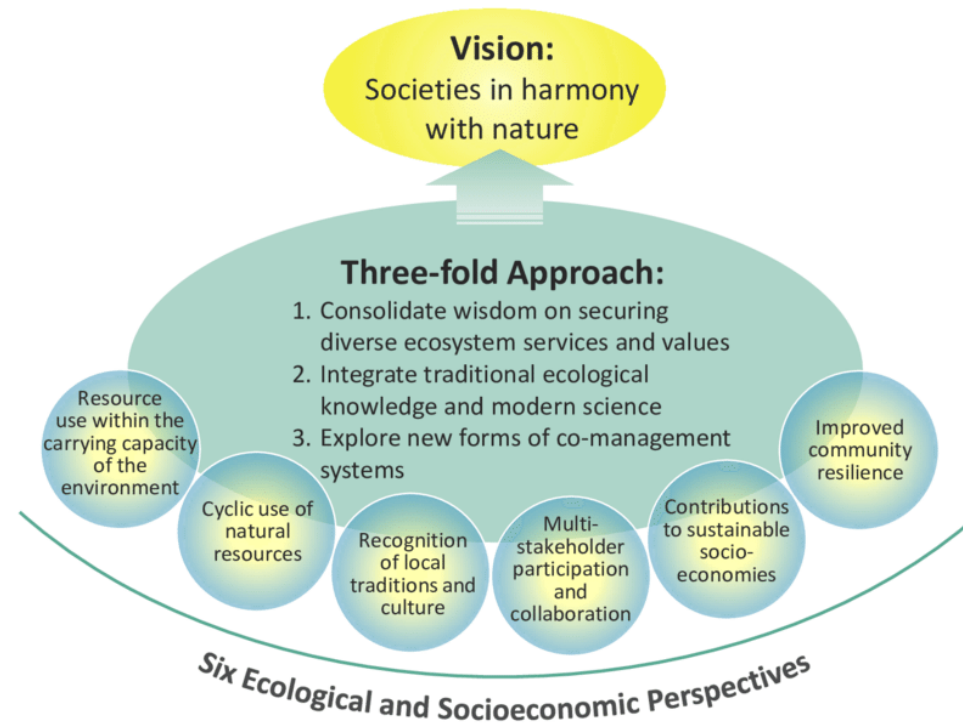 Vision:
Societies in harmony
with nature
Three-fold Approach:
1. Consolidate wisdom on securing
diverse ecosystem services and values
2. Integrate traditional ecological
knowledge and modern science
3. Explore new forms of co-management
systems
Resource
use within the
carrying capacity
of the
environment
Cyclic use of
natural
resources
Recognition
of local
traditions and
culture
Multi-
stakeholder
participation
and
collaboration
Contributions
to sustainable
socio-
economies
Improved
community
resilience
Six Ecological and Socioeconomic Perspectives